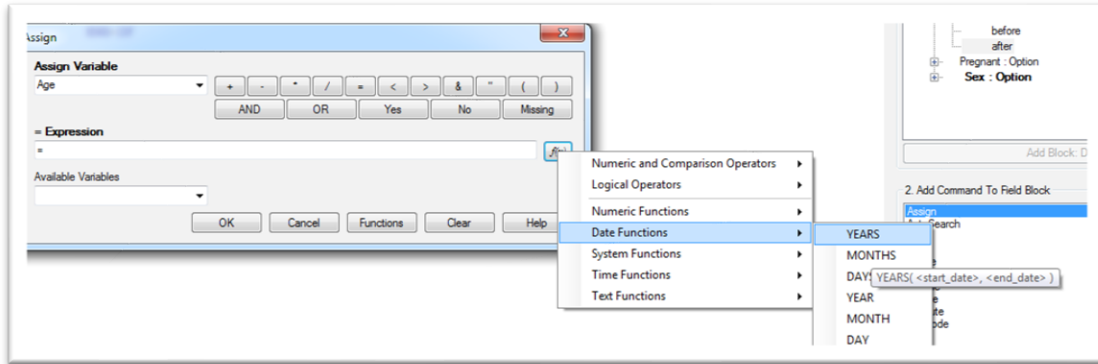 Assign
Assign Variable
Age
+ - * / = < > & " ( )
AND OR Yes No Missing
= Expression
=
Available Variables
OK Cancel Functions Clear Help
Numeric and Comparison Operators
Logical Operators
Numeric Functions
Date Functions
System Functions
Time Functions
Text Functions
YEARS
MONTHS
DAYS
YEARS( <start_date>, <end_date> )
YEAR
MONTH
DAY
before
after
Pregnant : Option
Sex : Option
Add Block: D
2. Add Command To Field Block
Assign